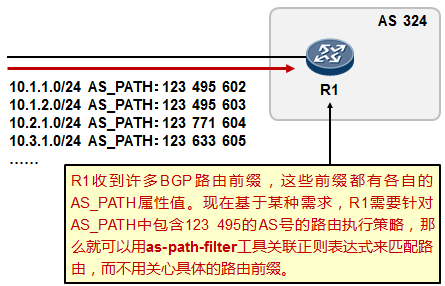 AS 324
R1
10.1.1.0/24 AS_PATH：123 495 602
10.1.2.0/24 AS_PATH：123 495 603
10.2.1.0/24 AS_PATH：123 771 604
10.3.1.0/24 AS_PATH：123 633 605
……
R1收到许多BGP路由前缀，这些前缀都有各自的
AS_PATH属性值。现在基于某种需求，R1需要针对
AS_PATH中包含123 495的AS号的路由执行策略，那
么就可以用as-path-filter工具关联正则表达式来匹配路
由，而不用关心具体的路由前缀。